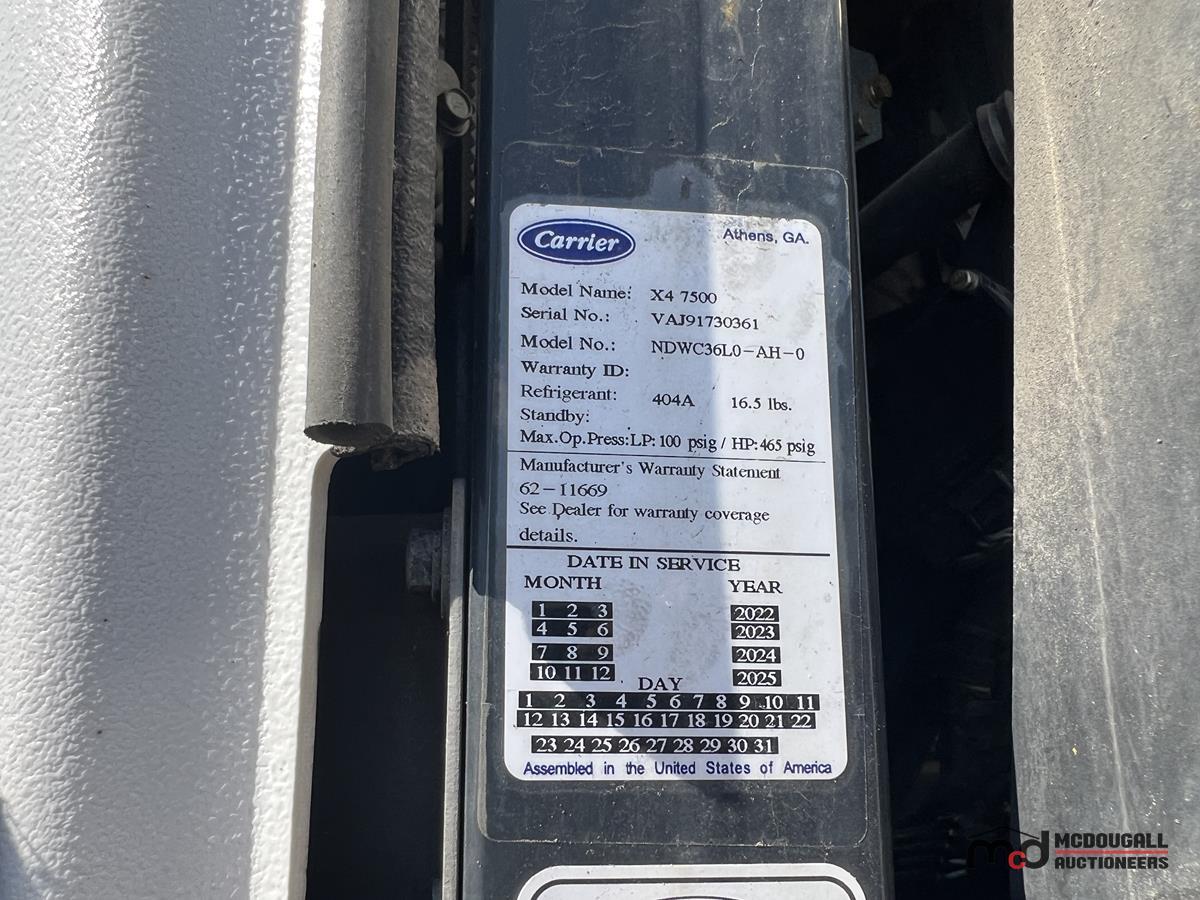 Carrier Athens, GA.
Model Name: X4 7500
Serial No.: VAJ91730361
Model No.: NDWC36L0-AH-0
Warranty ID:
Refrigerant: 404A 16.5 lbs.
Standby:
Max.Op.Press:LP: 100 psig / HP: 465 psig
Manufacturer's Warranty Statement
62-11669
See Dealer for warranty coverage
details.
DATE IN SERVICE
MONTH YEAR
1 2 3 2022
4 5 6 2023
7 8 9 2024
10 11 12 2025
DAY
1 2 3 4 5 6 7 8 9 10 11
12 13 14 15 16 17 18 19 20 21 22
23 24 25 26 27 28 29 30 31
Assembled in the United States of America
mcD MCDOUGALL
AUCTIONEERS